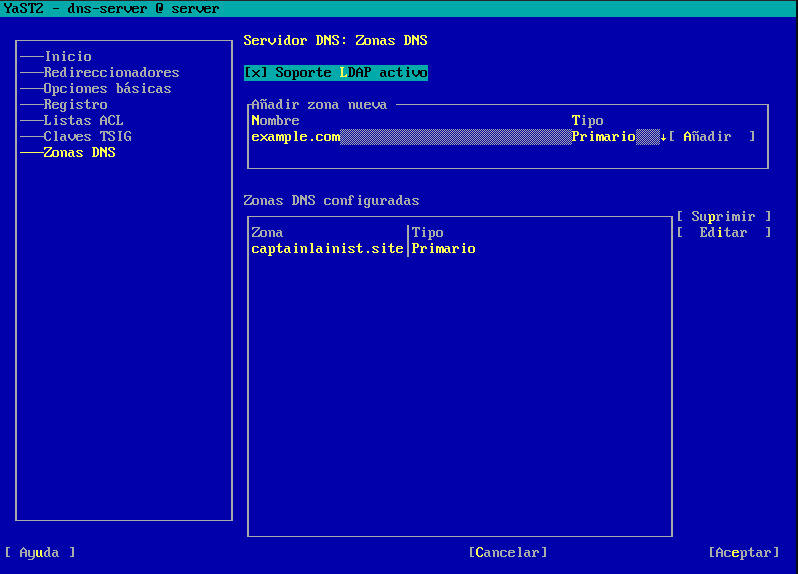 YaST2 - dns-server @ server
Inicio
Redireccionadores
Opciones básicas
Registro
Listas ACL
Claves TSIG
Zonas DNS
Servidor DNS: Zonas DNS
[x] Soporte LDAP activo
Añadir zona nueva
Nombre Tipo
example.com Primario↓[ Añadir ]
Zonas DNS configuradas
Zona Tipo
captainlainist.site Primario
[ Suprimir ]
[ Editar ]
[ Ayuda ] [Cancelar] [Aceptar]